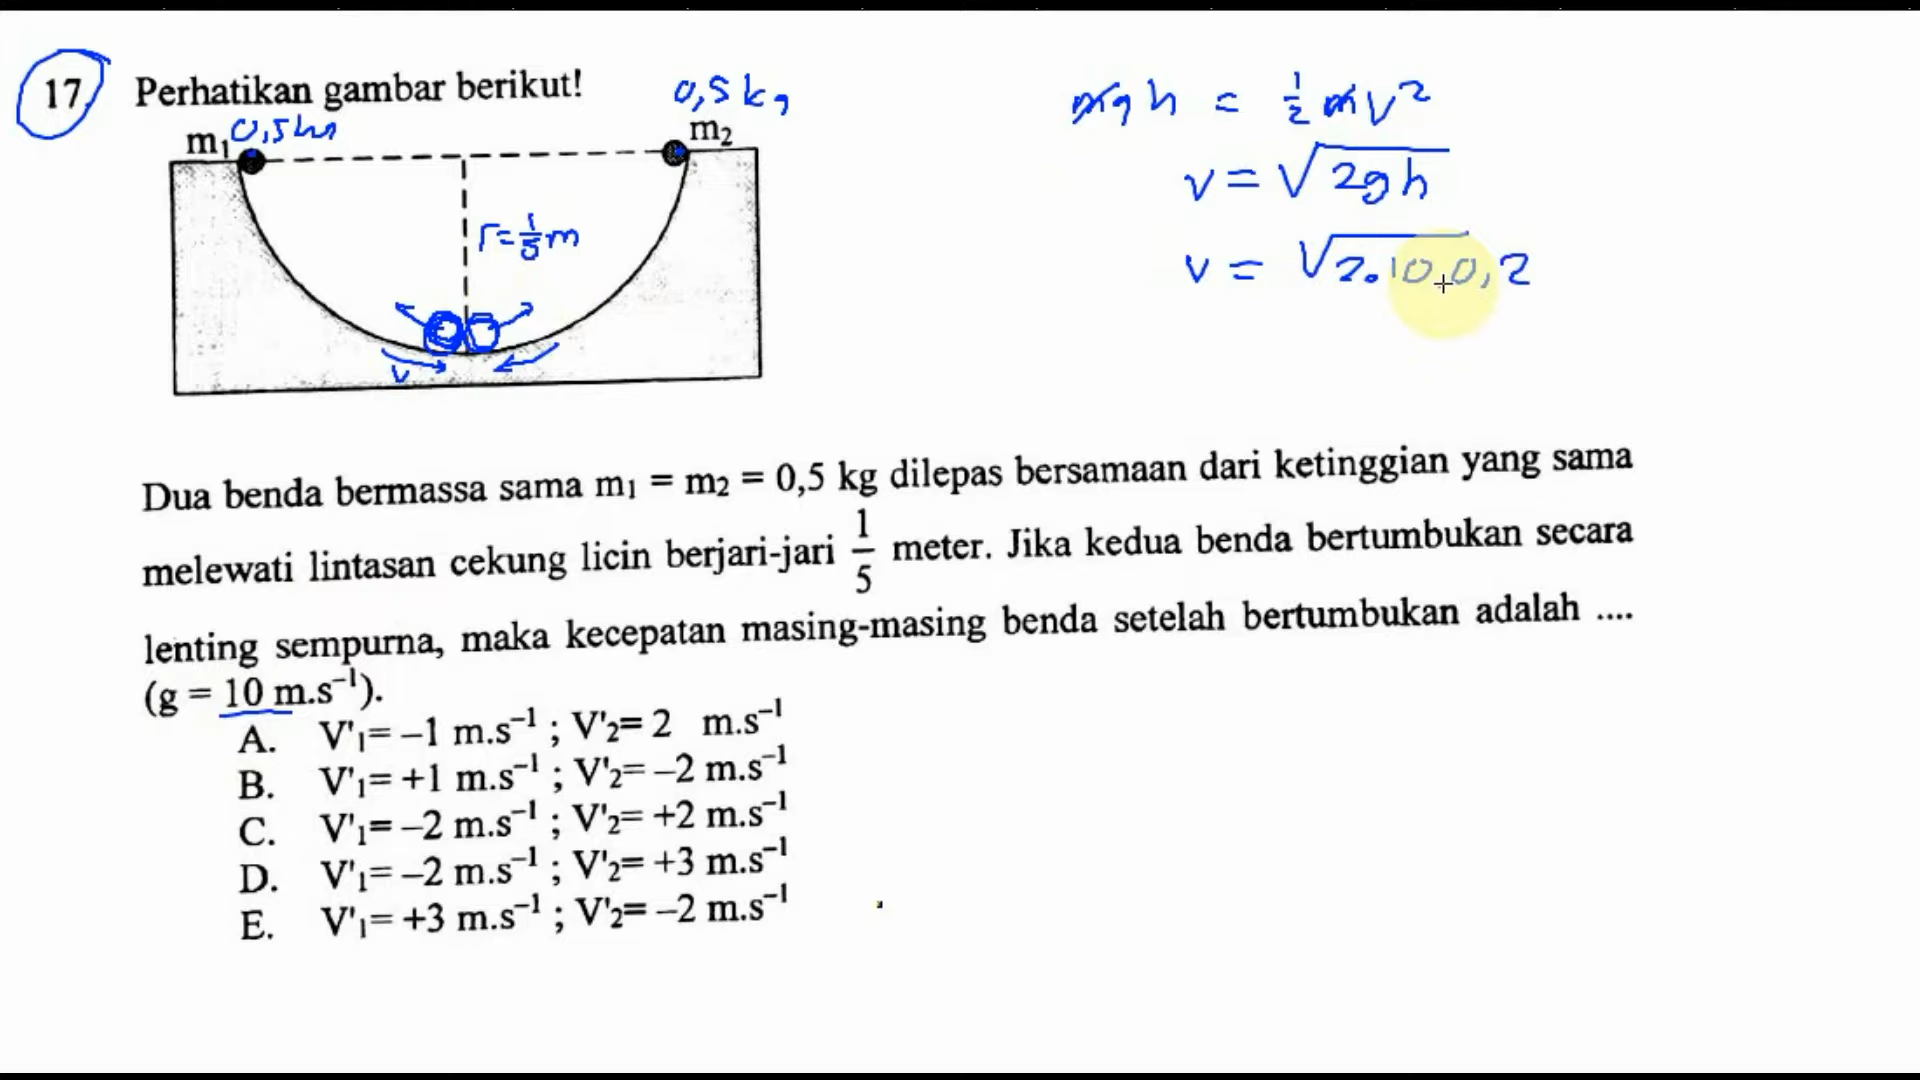 17. Perhatikan gambar berikut!
0,5 kg
m₁ 0,5 kg
m₂
r = 1/5 m
v
mgh = 1/2 mv²
v = √2gh
v = √2.10.0,2
Dua benda bermassa sama m₁ = m₂ = 0,5 kg dilepas bersamaan dari ketinggian yang sama
melewati lintasan cekung licin berjari-jari 1/5 meter. Jika kedua benda bertumbukan secara
lenting sempurna, maka kecepatan masing-masing benda setelah bertumbukan adalah ....
(g = 10 m.s⁻¹).
A. V'₁= –1 m.s⁻¹ ; V'₂= 2 m.s⁻¹
B. V'₁= +1 m.s⁻¹ ; V'₂= –2 m.s⁻¹
C. V'₁= –2 m.s⁻¹ ; V'₂= +2 m.s⁻¹
D. V'₁= –2 m.s⁻¹ ; V'₂= +3 m.s⁻¹
E. V'₁= +3 m.s⁻¹ ; V'₂= –2 m.s⁻¹